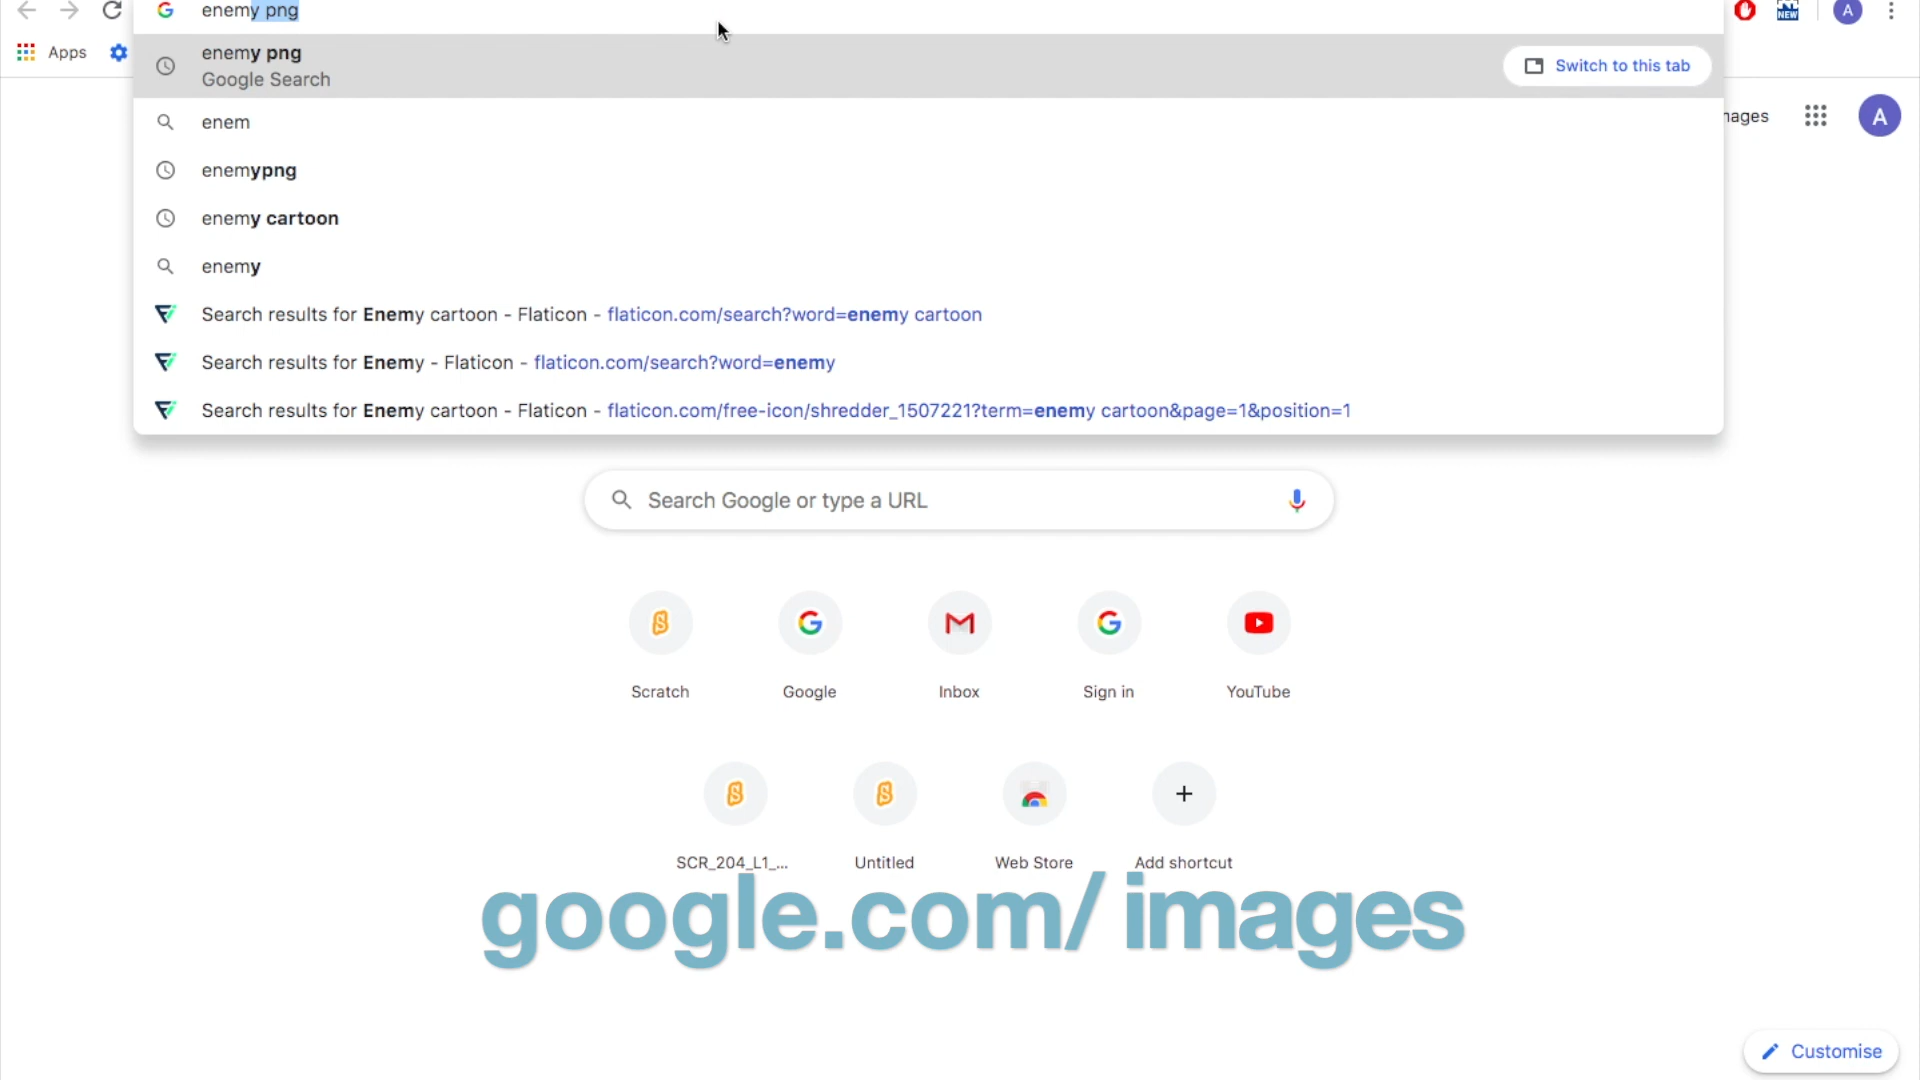 enemy png
Apps
enemy png
Google Search
Switch to this tab
enem
A
A
enemypng
enemy cartoon
enemy
Search results for Enemy cartoon - Flaticon - flaticon.com/search?word=enemy cartoon
Search results for Enemy - Flaticon - flaticon.com/search?word=enemy
Search results for Enemy cartoon - Flaticon - flaticon.com/free-icon/shredder_1507221?term=enemy cartoon&page=1&position=1
Search Google or type a URL
Scratch
Google
Inbox
Sign in
YouTube
SCR_204_L1_...
Untitled
Web Store
Add shortcut
google.com/images
Customise
NEW